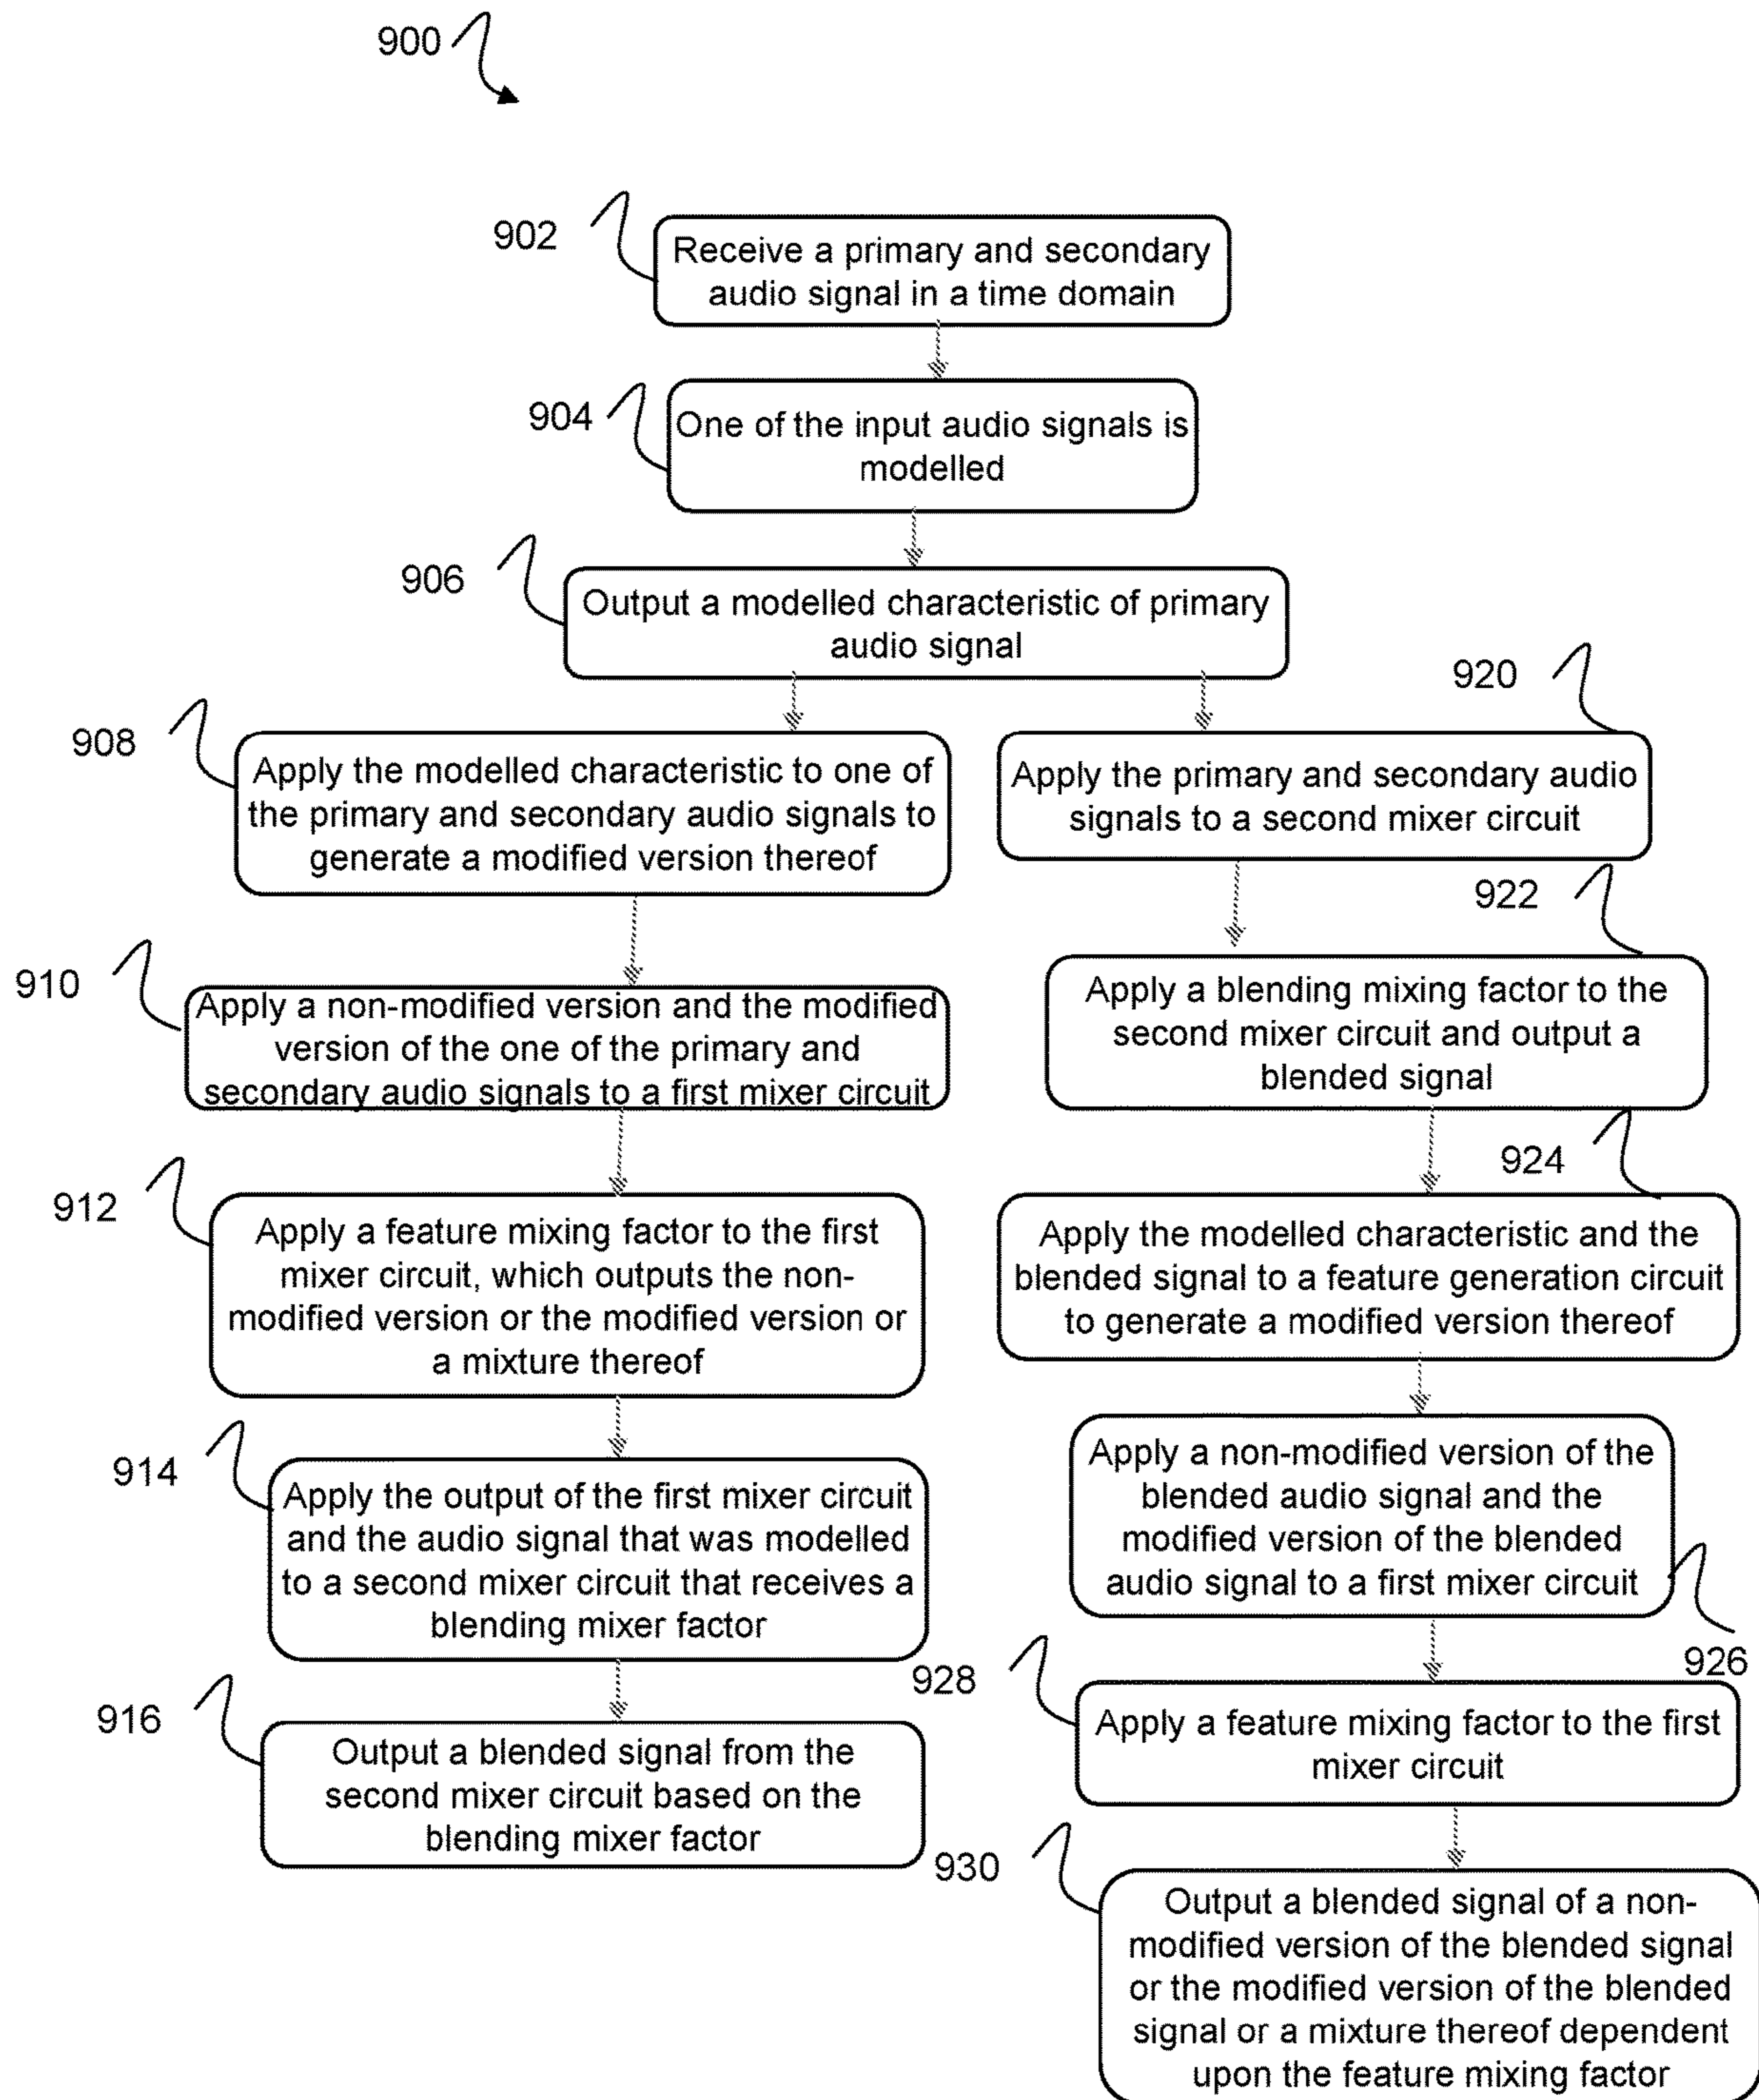 900
902
Receive a primary and secondary
audio signal in a time domain
904
One of the input audio signals is
modelled
906
Output a modelled characteristic of primary
audio signal
908
Apply the modelled characteristic to one of
the primary and secondary audio signals to
generate a modified version thereof
910
Apply a non-modified version and the modified
version of the one of the primary and
secondary audio signals to a first mixer circuit
912
Apply a feature mixing factor to the first
mixer circuit, which outputs the non-
modified version or the modified version or
a mixture thereof
914
Apply the output of the first mixer circuit
and the audio signal that was modelled
to a second mixer circuit that receives a
blending mixer factor
916
Output a blended signal from the
second mixer circuit based on the
blending mixer factor
920
Apply the primary and secondary audio
signals to a second mixer circuit
922
Apply a blending mixing factor to the
second mixer circuit and output a
blended signal
924
Apply the modelled characteristic and the
blended signal to a feature generation circuit
to generate a modified version thereof
Apply a non-modified version of the
blended audio signal and the
modified version of the blended
audio signal to a first mixer circuit
926
928
Apply a feature mixing factor to the first
mixer circuit
930
Output a blended signal of a non-
modified version of the blended signal
or the modified version of the blended
signal or a mixture thereof dependent
upon the feature mixing factor